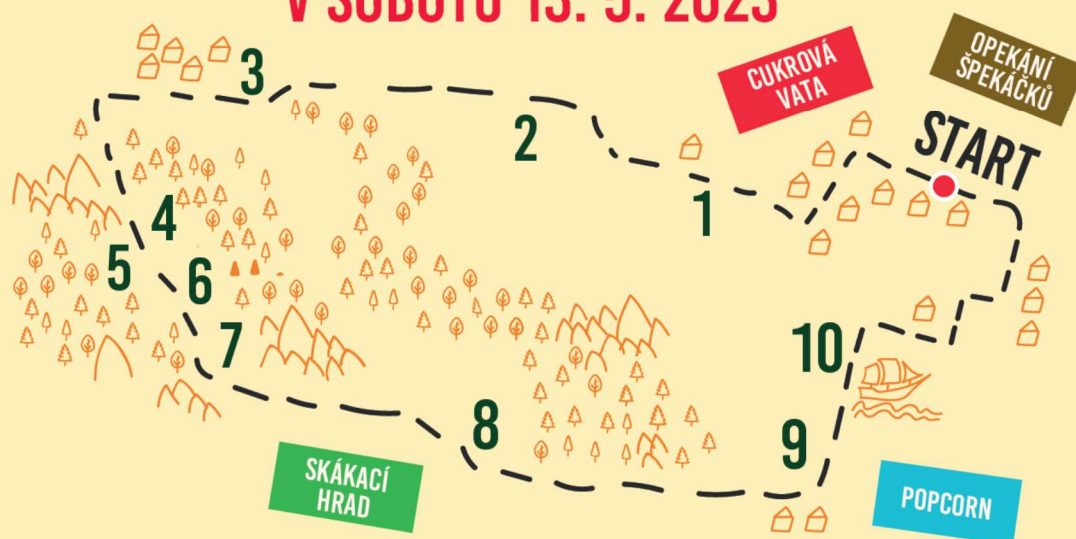 V SOBOTU 13. 5. 2023
CUKROVÁ
VATA
OPEKÁNÍ
ŠPEKÁČKŮ
START
3
2
1
4
5
6
7
10
8
9
SKÁKACÍ
HRAD
POPCORN